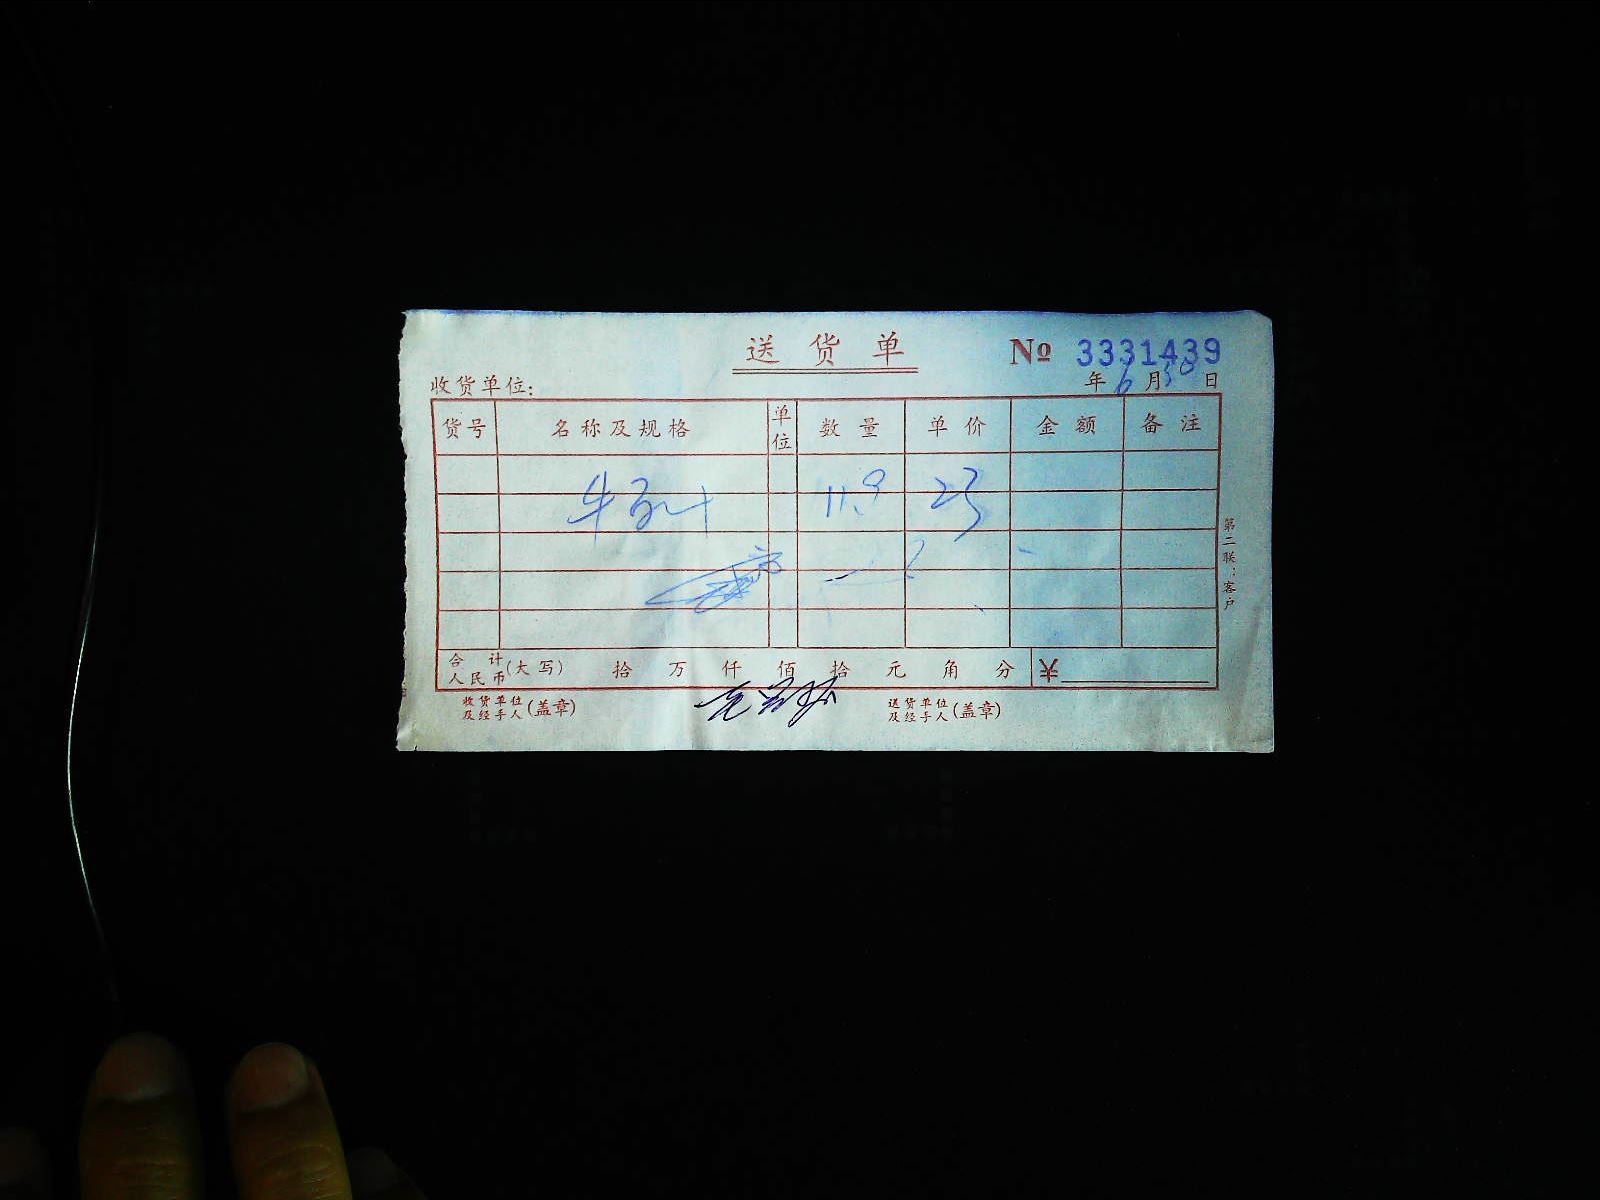 送货单 № 3331439
收货单位: 年6月30日
货号 名称及规格 单位 数量 单价 金额 备注
牛 11.9 23
第二联：客户
合计人民币(大写) 拾 万 仟 佰 拾 元 角 分 ¥
收货单位及经手人(盖章) 送货单位及经手人(盖章)